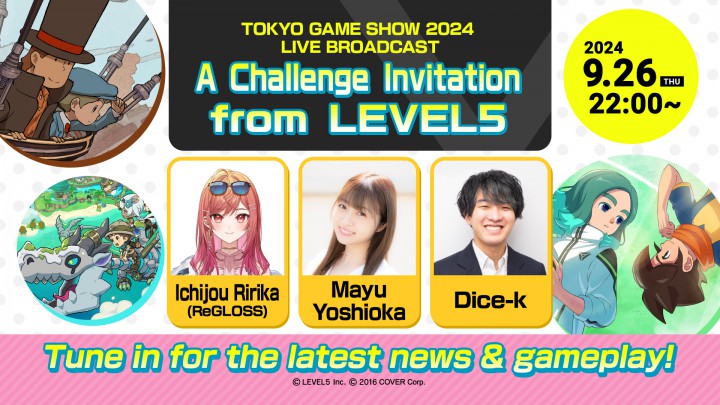 TOKYO GAME SHOW 2024
LIVE BROADCAST
A Challenge Invitation
from LEVEL5
2024
9.26 THU
22:00~
Ichijou Ririka
(ReGLOSS)
Mayu
Yoshioka
Dice-k
Tune in for the latest news & gameplay!
© LEVEL5 Inc. © 2016 COVER Corp.